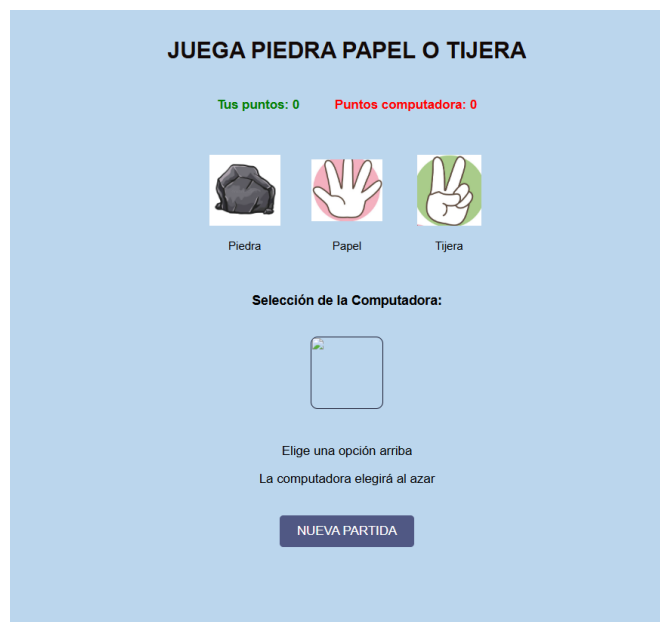 JUEGA PIEDRA PAPEL O TIJERA
Tus puntos: 0 Puntos computadora: 0
Piedra Papel Tijera
Selección de la Computadora:
Elige una opción arriba
La computadora elegirá al azar
NUEVA PARTIDA